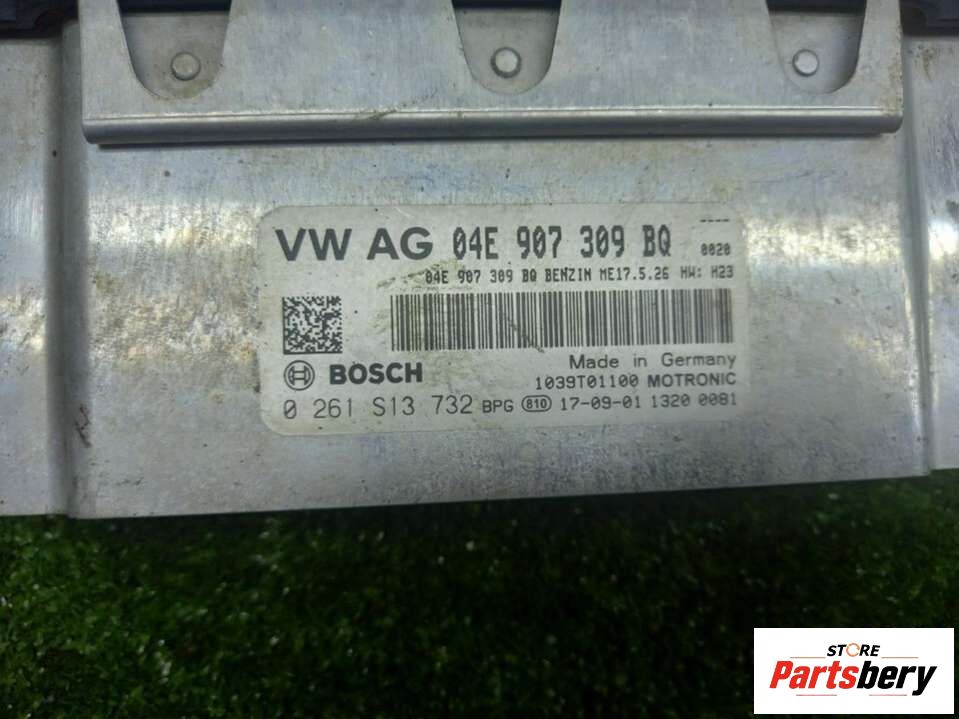 VW AG 04E 907 309 BQ
---- 0020
04E 907 309 BQ BENZIN ME17.5.26 HW: H23
BOSCH
Made in Germany
1039T01100 MOTRONIC
0 261 S13 732 BPG 810 17-09-01 1320 0081
STORE
Partsbery